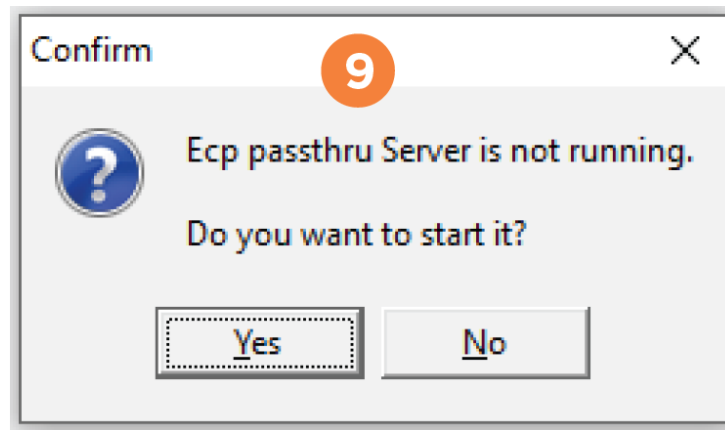 Confirm
9
Ecp passthru Server is not running.
Do you want to start it?
Yes
No